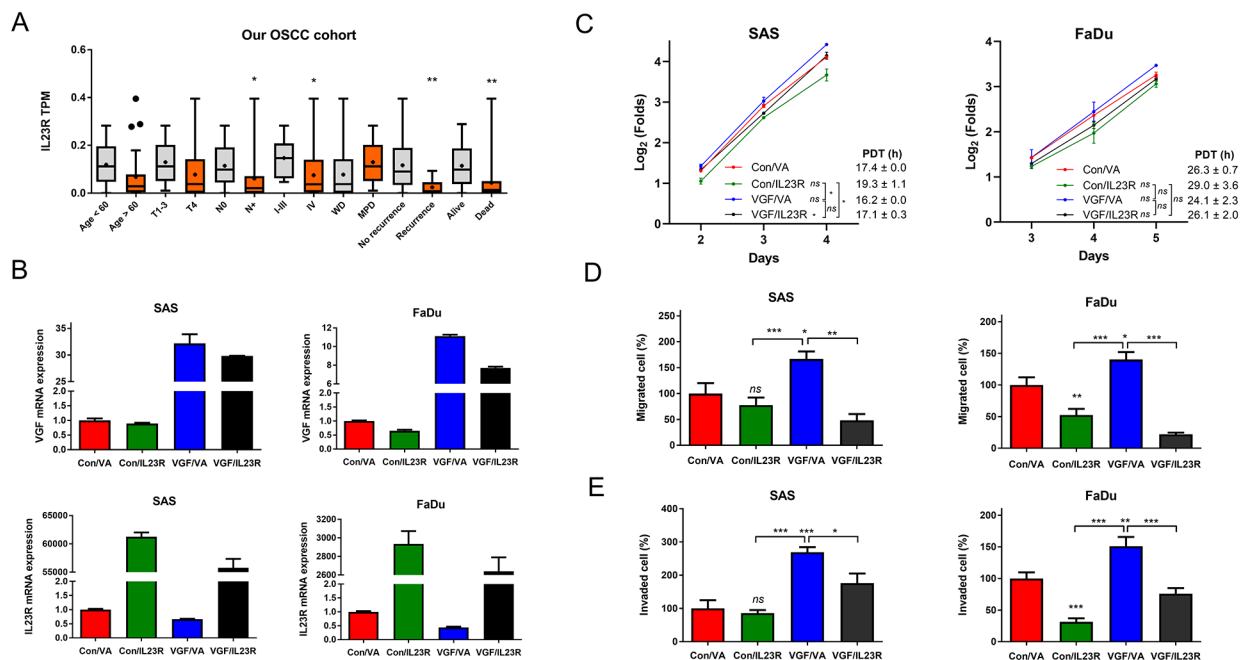 A
Our OSCC cohort
IL23R TPM
0.6
0.4
0.2
0.0
*
*
**
**
Age < 60
Age > 60
T1-3
T4
N0
N+
I-III
IV
WD
MPD
No recurrence
Recurrence
Alive
Dead
B
SAS
VGF mRNA expression
35
30
25
2.0
1.5
1.0
0.5
0.0
Con/VA
Con/IL23R
VGF/VA
VGF/IL23R
FaDu
VGF mRNA expression
12
10
8
6
2.0
1.5
1.0
0.5
0.0
Con/VA
Con/IL23R
VGF/VA
VGF/IL23R
SAS
IL23R mRNA expression
65000
60000
55000
2.0
1.5
1.0
0.5
0.0
Con/VA
Con/IL23R
VGF/VA
VGF/IL23R
FaDu
IL23R mRNA expression
3200
3000
2800
2600
2.0
1.5
1.0
0.5
0.0
Con/VA
Con/IL23R
VGF/VA
VGF/IL23R
C
SAS
Log2 (Folds)
4
3
2
1
0
2
3
4
Days
PDT (h)
Con/VA 17.4 ± 0.0
Con/IL23R ns * 19.3 ± 1.1
VGF/VA ns ns * 16.2 ± 0.0
VGF/IL23R * 17.1 ± 0.3
FaDu
Log2 (Folds)
4
3
2
1
0
3
4
5
Days
PDT (h)
Con/VA 26.3 ± 0.7
Con/IL23R ns ns 29.0 ± 3.6
VGF/VA ns ns ns 24.1 ± 2.3
VGF/IL23R ns 26.1 ± 2.0
D
SAS
Migrated cell (%)
250
200
150
100
50
0
ns
***
*
**
Con/VA
Con/IL23R
VGF/VA
VGF/IL23R
FaDu
Migrated cell (%)
200
150
100
50
0
**
***
*
***
Con/VA
Con/IL23R
VGF/VA
VGF/IL23R
E
SAS
Invaded cell (%)
400
300
200
100
0
ns
***
***
*
Con/VA
Con/IL23R
VGF/VA
VGF/IL23R
FaDu
Invaded cell (%)
200
150
100
50
0
***
***
**
***
Con/VA
Con/IL23R
VGF/VA
VGF/IL23R